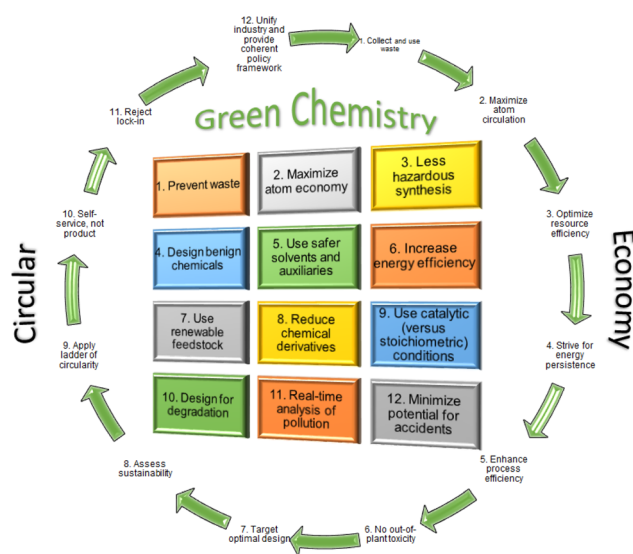 12. Unify
industry and
provide
coherent
policy
framework
1. Collect and use
waste
2. Maximize
atom
circulation
3. Optimize
resource
efficiency
4. Strive for
energy
persistence
5. Enhance
process
efficiency
6. No out-of-
plant toxicity
7. Target
optimal design
8. Assess
sustainability
9. Apply
ladder of
circularity
10. Self-
service, not
product
11. Reject
lock-in
Circular
Economy
Green Chemistry
1. Prevent waste
2. Maximize
atom economy
3. Less
hazardous
synthesis
4. Design benign
chemicals
5. Use safer
solvents and
auxiliaries
6. Increase
energy efficiency
7. Use
renewable
feedstock
8. Reduce
chemical
derivatives
9. Use catalytic
(versus
stoichiometric)
conditions
10. Design for
degradation
11. Real-time
analysis of
pollution
12. Minimize
potential for
accidents